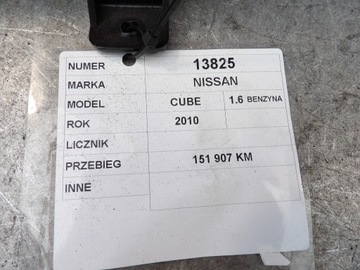 NUMER 13825
MARKA NISSAN
MODEL CUBE 1.6 BENZYNA
ROK 2010
LICZNIK
PRZEBIEG 151 907 KM
INNE